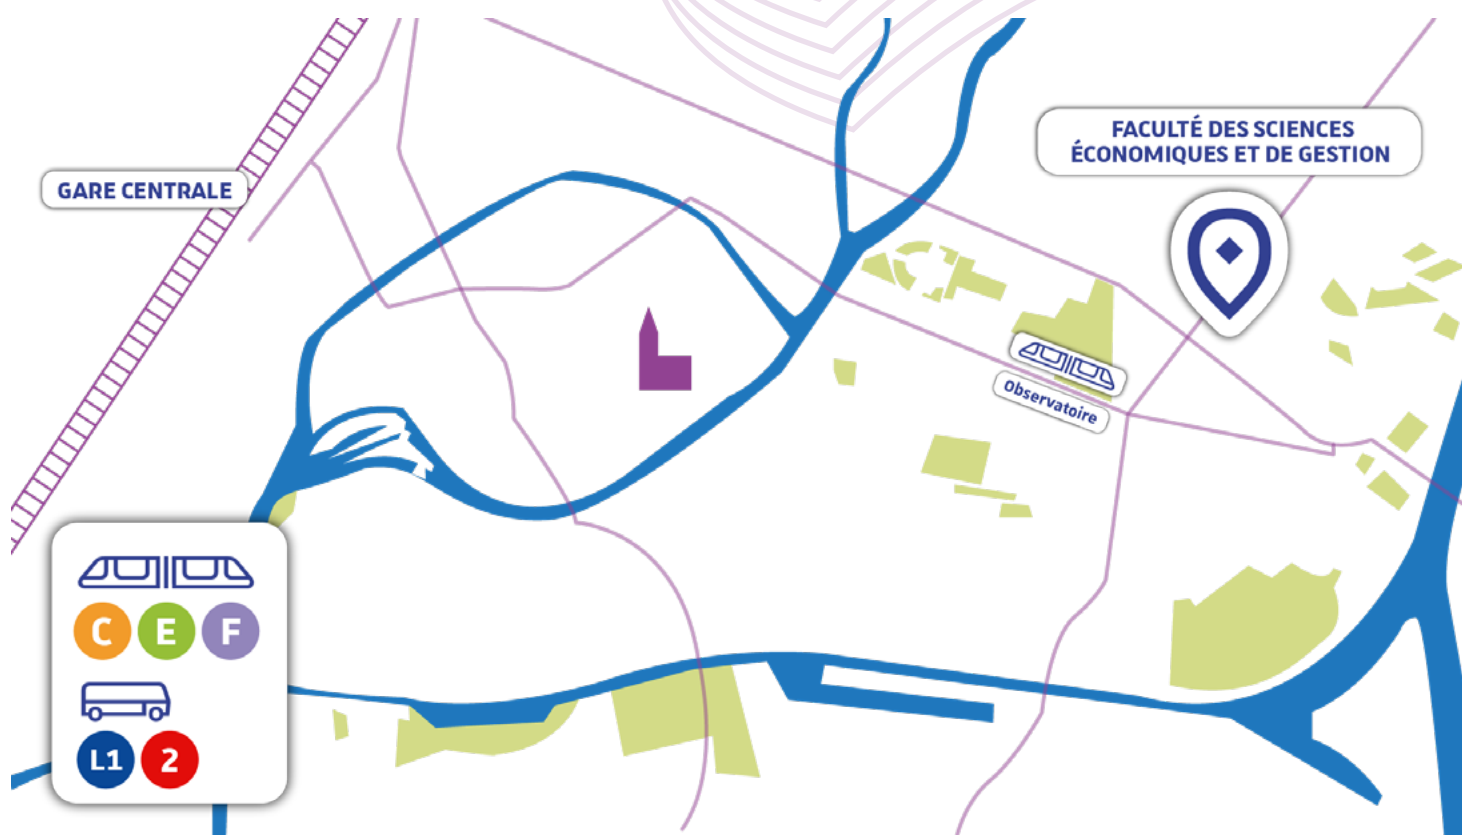 FACULTÉ DES SCIENCES
ÉCONOMIQUES ET DE GESTION
GARE CENTRALE
Observatoire
C E F
L1 2